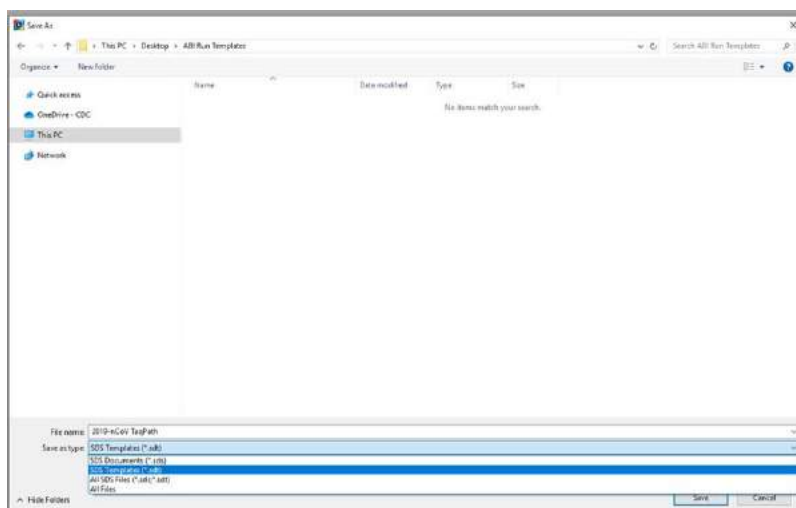 Save As
This PC > Desktop > ABI Run Templates
Search ABI Run Templates
Organize
New folder
Name
Date modified
Type
Size
No items match your search.
Quick access
OneDrive - CDC
This PC
Network
File name: 2019-nCoV TaqPath
Save as type: SDS Templates (*.sdt)
SDS Documents (*.sds)
SDS Templates (*.sdt)
All SDS Files (*.sds;*.sdt)
All Files
Hide Folders
Save
Cancel